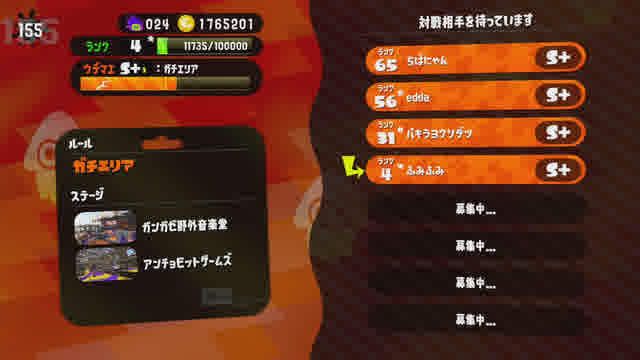 155
024
1765201
ランク 4* 11735/100000
ウデマエ S+ : ガチエリア
ルール
ガチエリア
ステージ
ガンガゼ野外音楽堂
アンチョビットゲームズ
対戦相手を待っています
ランク 65 ちばにゃん S+
ランク 56* edda S+
ランク 31* バキラヨクソダッ S+
ランク 4* ふみふみ S+
募集中...
募集中...
募集中...
募集中...